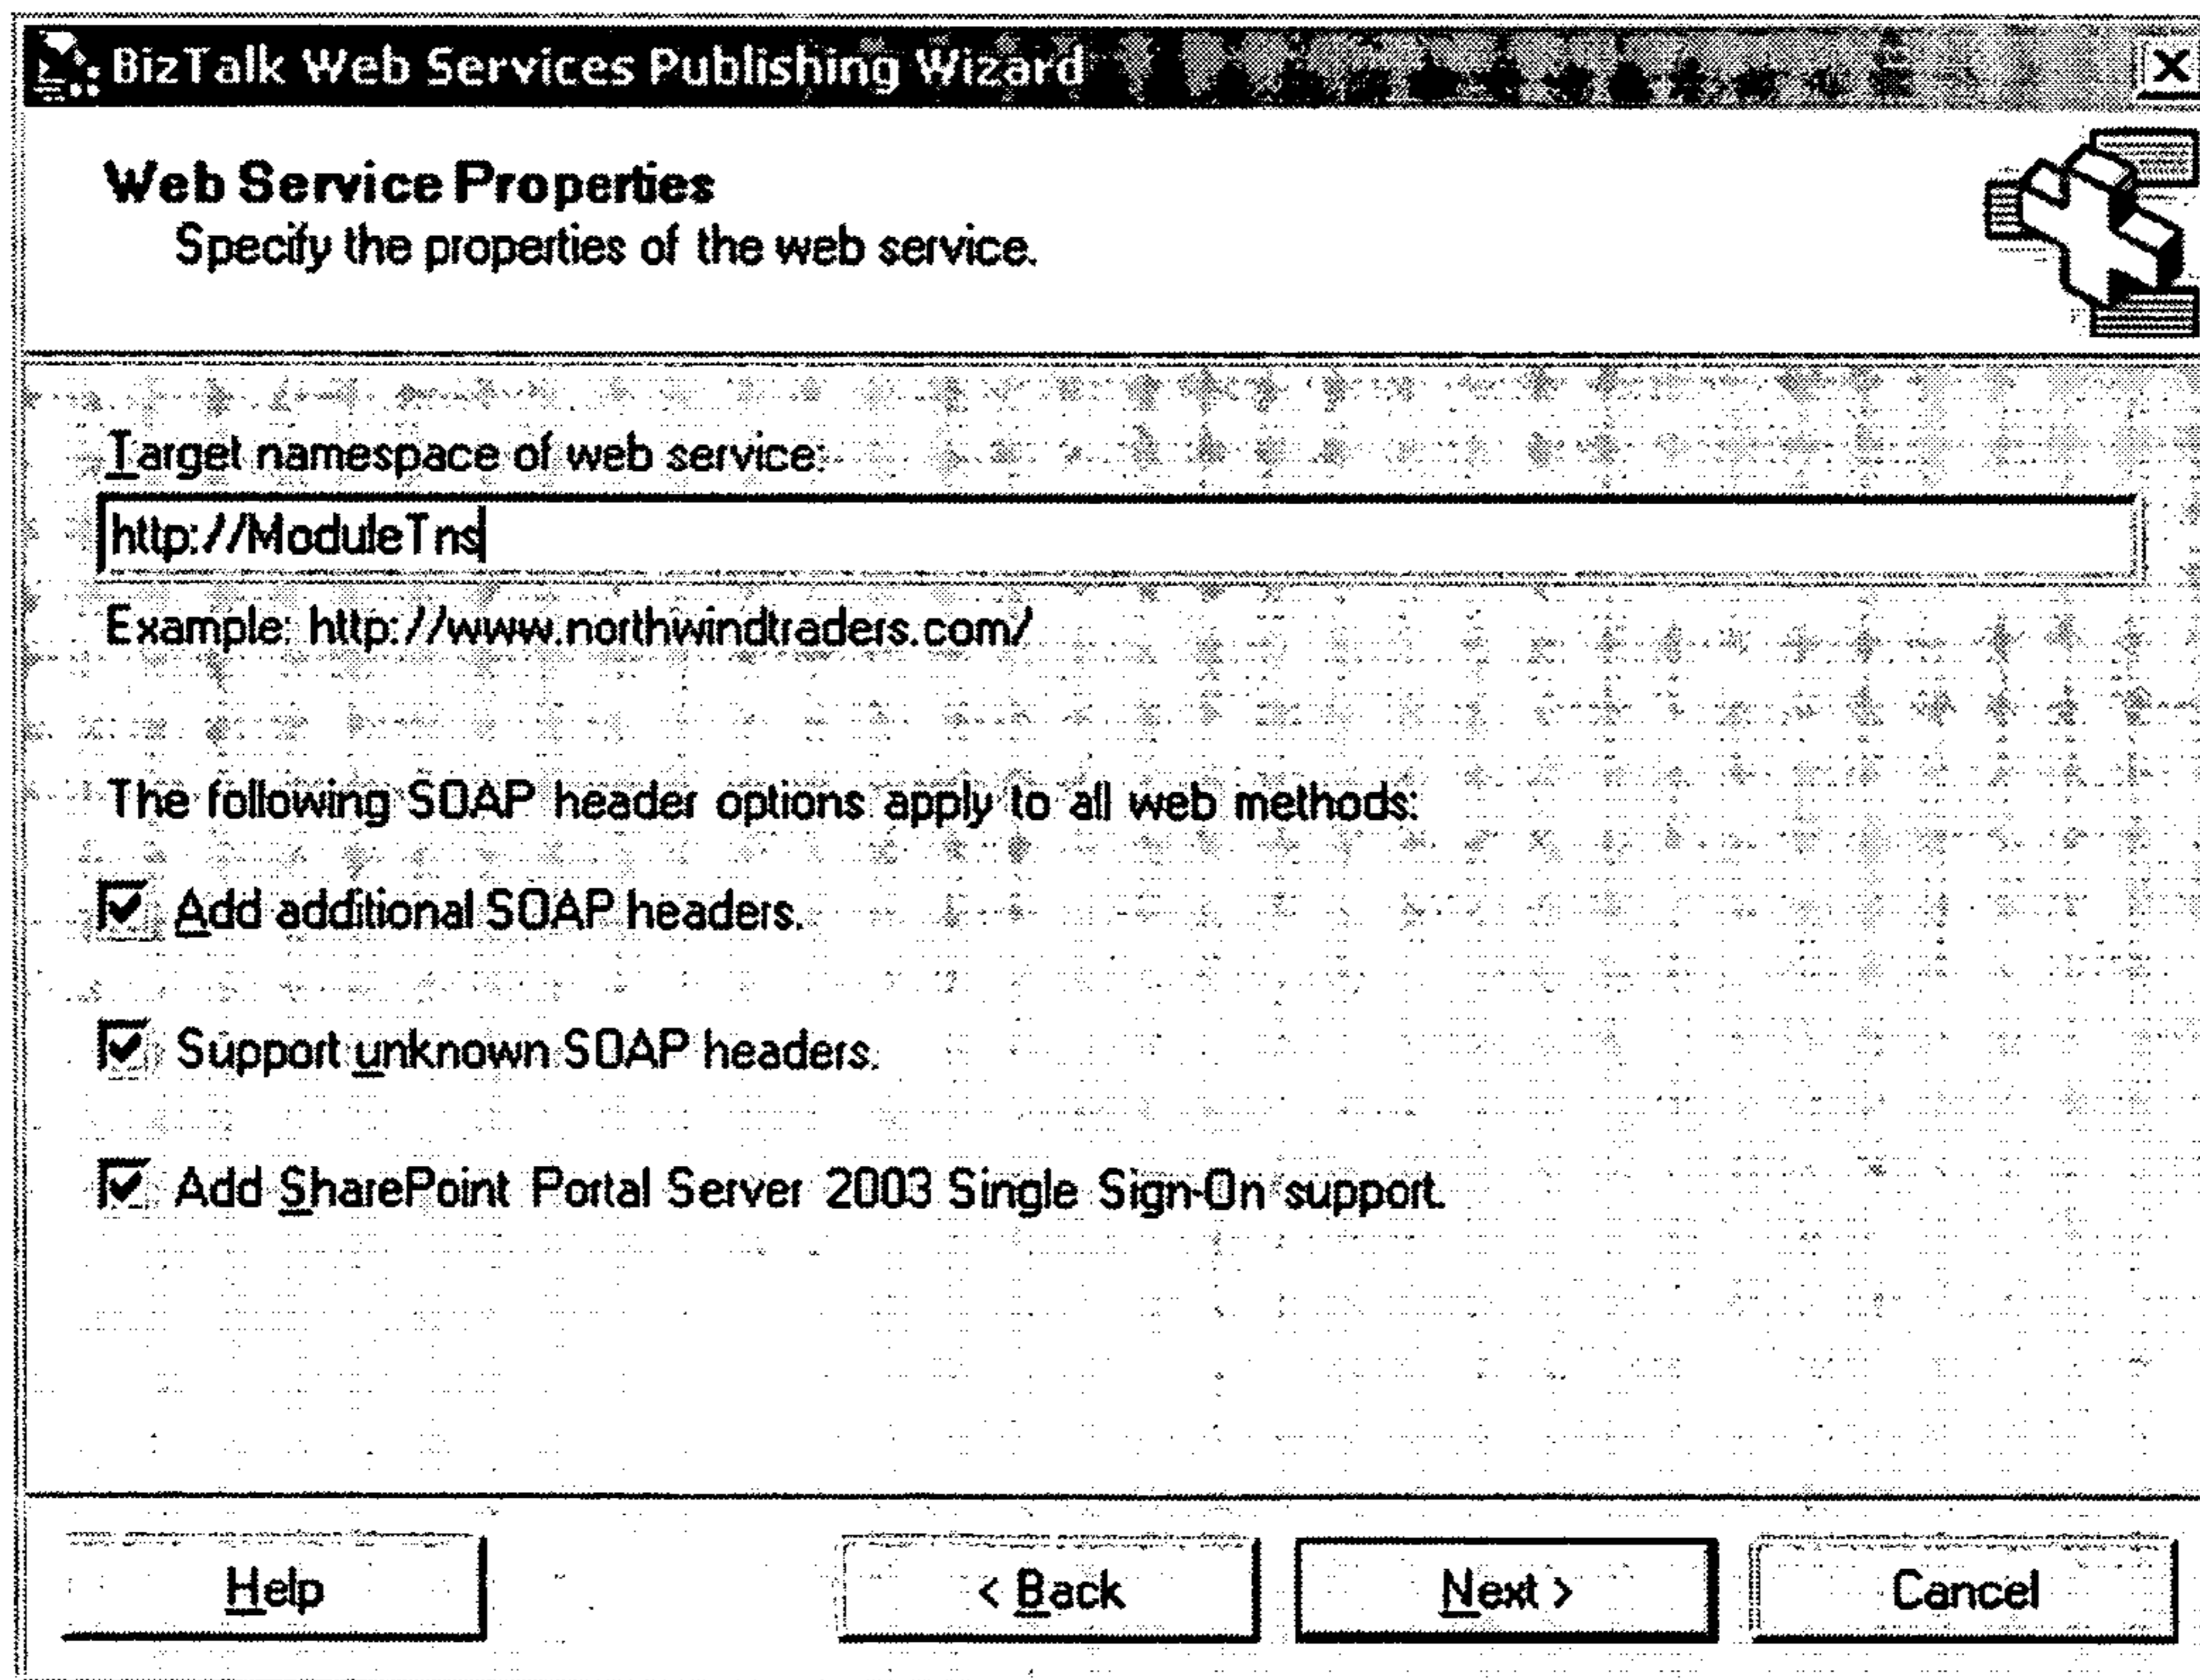 BizTalk Web Services Publishing Wizard
Web Service Properties
Specify the properties of the web service.
Target namespace of web service:
http://ModuleTns
Example: http://www.northwindtraders.com/
The following SOAP header options apply to all web methods:
Add additional SOAP headers.
Support unknown SOAP headers.
Add SharePoint Portal Server 2003 Single Sign-On support.
Help
< Back
Next >
Cancel